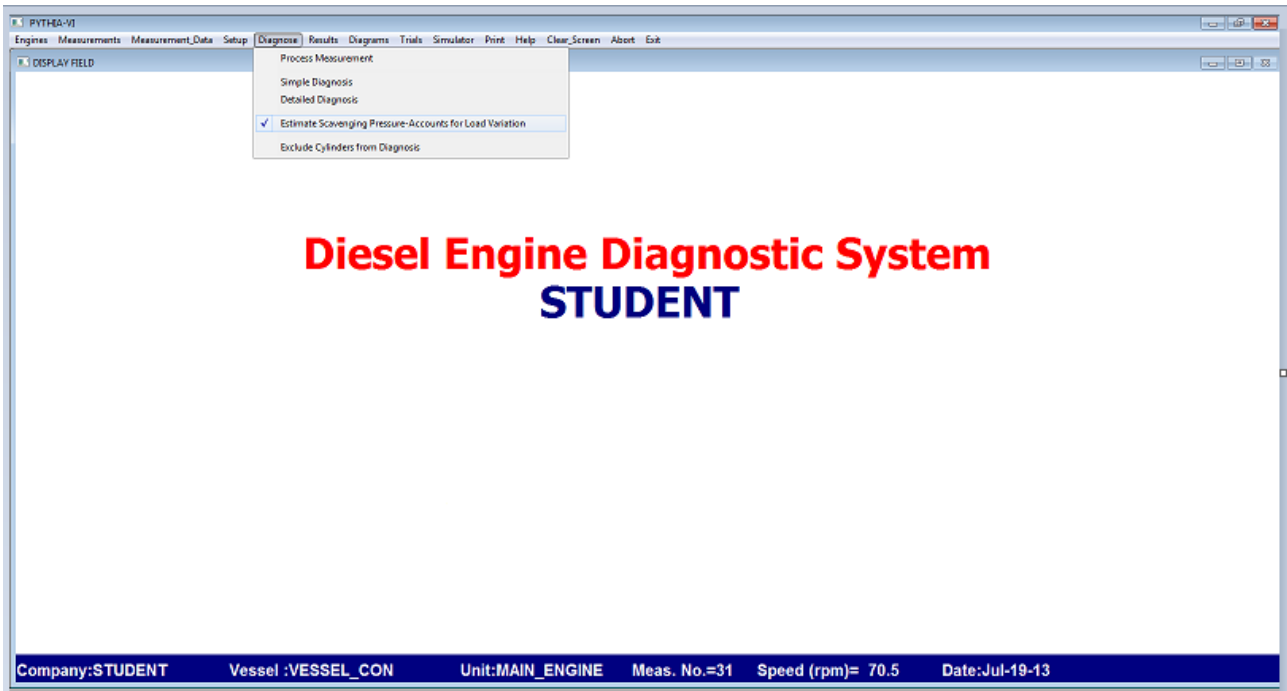 PYTHIA-VI
Engines Measurements Measurement_Data Setup Diagnose Results Diagrams Trials Simulator Print Help Clear_Screen Abort Exit
DISPLAY FIELD
Process Measurement
Simple Diagnosis
Detailed Diagnosis
✓ Estimate Scavenging Pressure-Accounts for Load Variation
Exclude Cylinders from Diagnosis
Diesel Engine Diagnostic System
STUDENT
Company:STUDENT Vessel :VESSEL_CON Unit:MAIN_ENGINE Meas. No.=31 Speed (rpm)= 70.5 Date:Jul-19-13